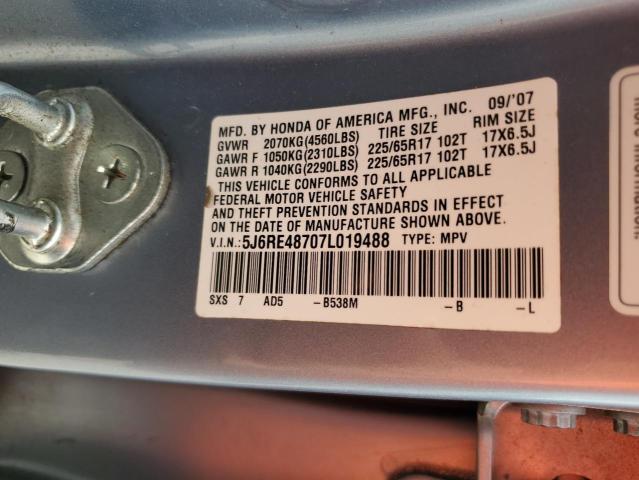 MFD. BY HONDA OF AMERICA MFG., INC. 09/'07
GVWR 2070KG(4560LBS) TIRE SIZE RIM SIZE
GAWR F 1050KG(2310LBS) 225/65R17 102T 17X6.5J
GAWR R 1040KG(2290LBS) 225/65R17 102T 17X6.5J
THIS VEHICLE CONFORMS TO ALL APPLICABLE
FEDERAL MOTOR VEHICLE SAFETY
AND THEFT PREVENTION STANDARDS IN EFFECT
ON THE DATE OF MANUFACTURE SHOWN ABOVE.
V.I.N.:5J6RE48707L019488 TYPE: MPV
SXS 7 AD5 -B538M -B -L